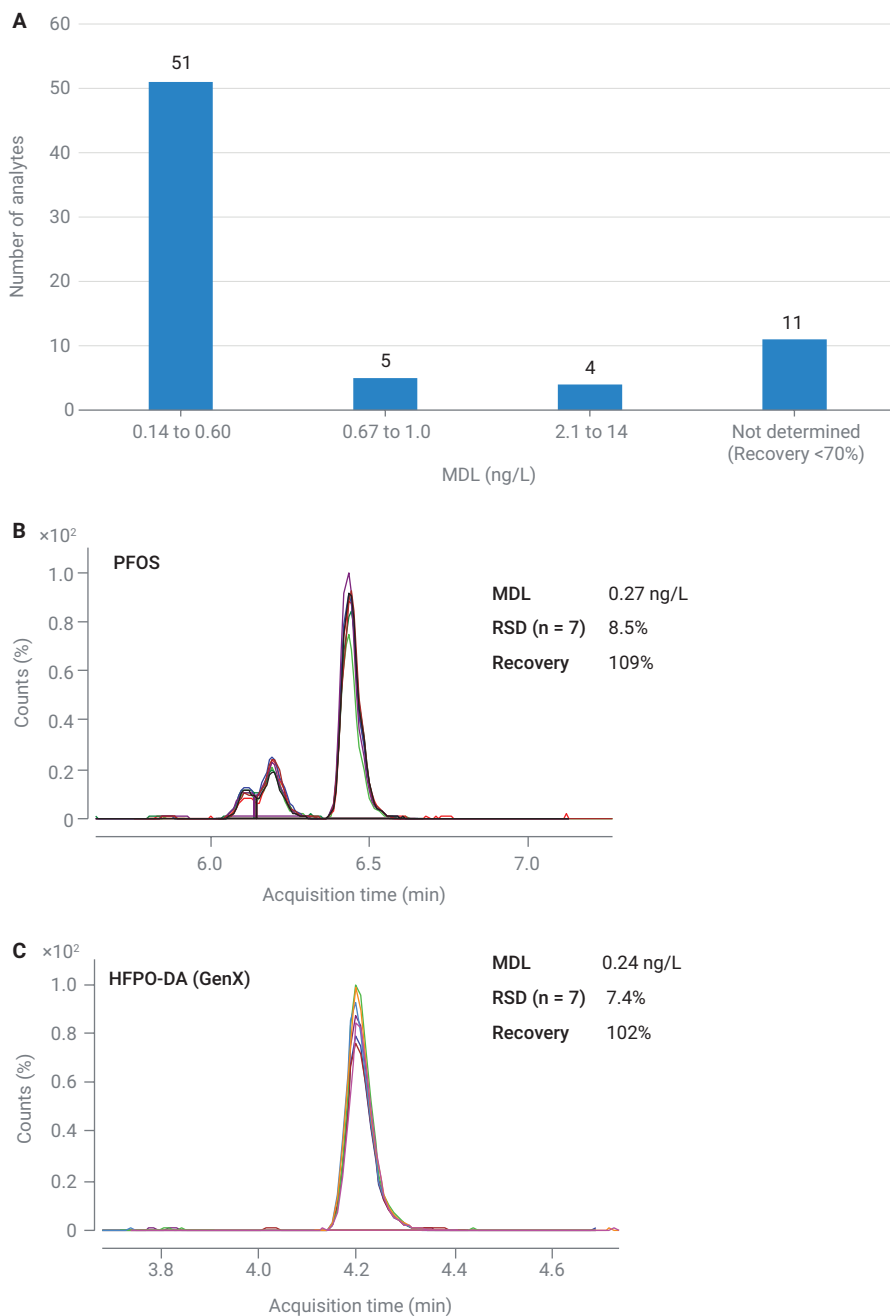 A
60
50
40
30
20
10
0
Number of analytes
51
5
4
11
0.14 to 0.60
0.67 to 1.0
2.1 to 14
Not determined
(Recovery <70%)
MDL (ng/L)
B
×10²
PFOS
1.0
0.8
0.6
0.4
0.2
0
Counts (%)
MDL 0.27 ng/L
RSD (n = 7) 8.5%
Recovery 109%
6.0
6.5
7.0
Acquisition time (min)
C
×10²
HFPO-DA (GenX)
1.0
0.8
0.6
0.4
0.2
0
Counts (%)
MDL 0.24 ng/L
RSD (n = 7) 7.4%
Recovery 102%
3.8
4.0
4.2
4.4
4.6
Acquisition time (min)